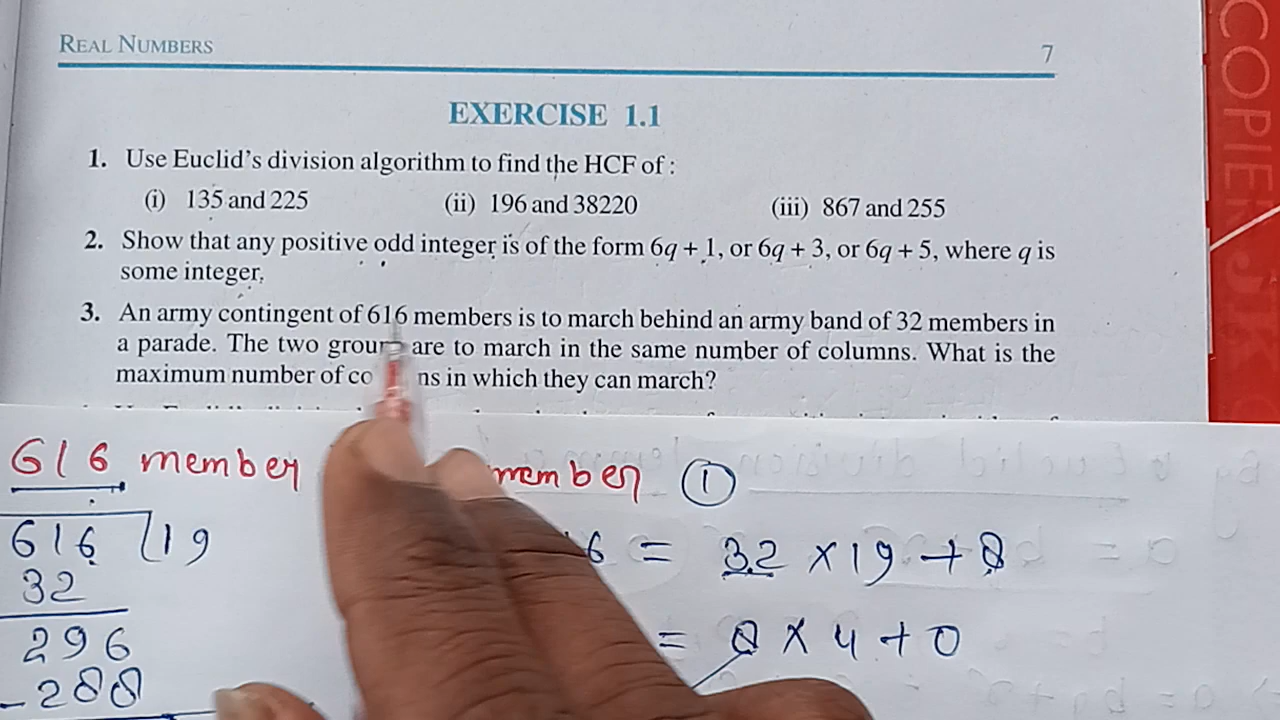 REAL NUMBERS 7
EXERCISE 1.1
1. Use Euclid's division algorithm to find the HCF of :
(i) 135 and 225 (ii) 196 and 38220 (iii) 867 and 255
2. Show that any positive odd integer is of the form 6q + 1, or 6q + 3, or 6q + 5, where q is
some integer.
3. An army contingent of 616 members is to march behind an army band of 32 members in
a parade. The two are to march in the same number of columns. What is the
maximum number of in which they can march?
616 member member 1
616 19 6 = 32 × 19 + 8
32
296 = 8 × 4 + 0
- 288
COPIER